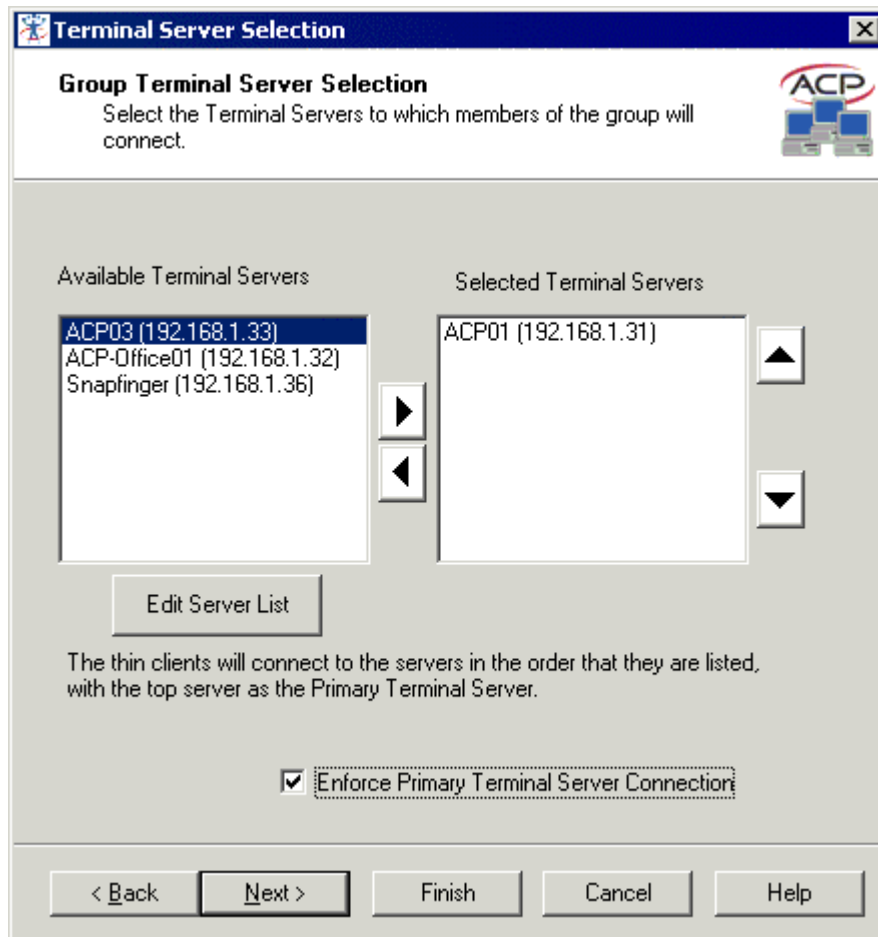 Terminal Server Selection
Group Terminal Server Selection
Select the Terminal Servers to which members of the group will
connect.
ACP
Available Terminal Servers
Selected Terminal Servers
ACP03 (192.168.1.33)
ACP-Office01 (192.168.1.32)
Snapfinger (192.168.1.36)
ACP01 (192.168.1.31)
Edit Server List
The thin clients will connect to the servers in the order that they are listed,
with the top server as the Primary Terminal Server.
Enforce Primary Terminal Server Connection
< Back
Next >
Finish
Cancel
Help